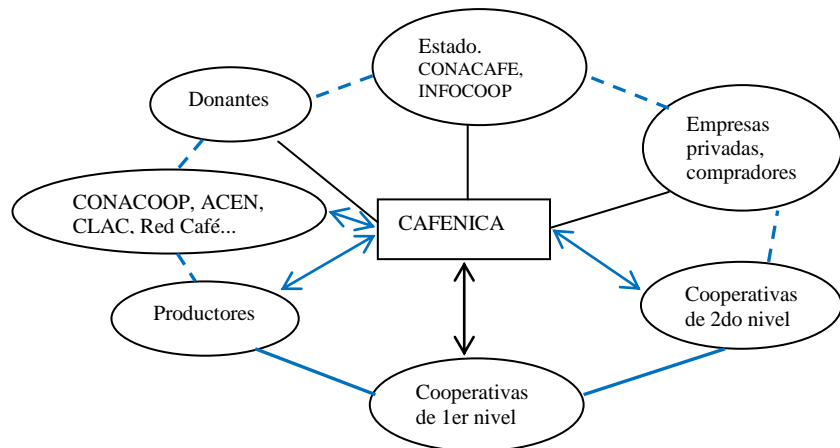 Estado.
CONACAFE,
INFOCOOP
Donantes
Empresas
privadas,
compradores
CONACOOP, ACEN,
CLAC, Red Café...
CAFENICA
Productores
Cooperativas
de 2do nivel
Cooperativas
de 1er nivel